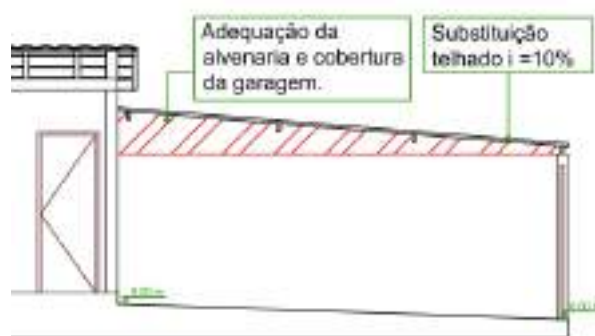 Adequação da
alvenaria e cobertura
da garagem.
Substituição
telhado i =10%